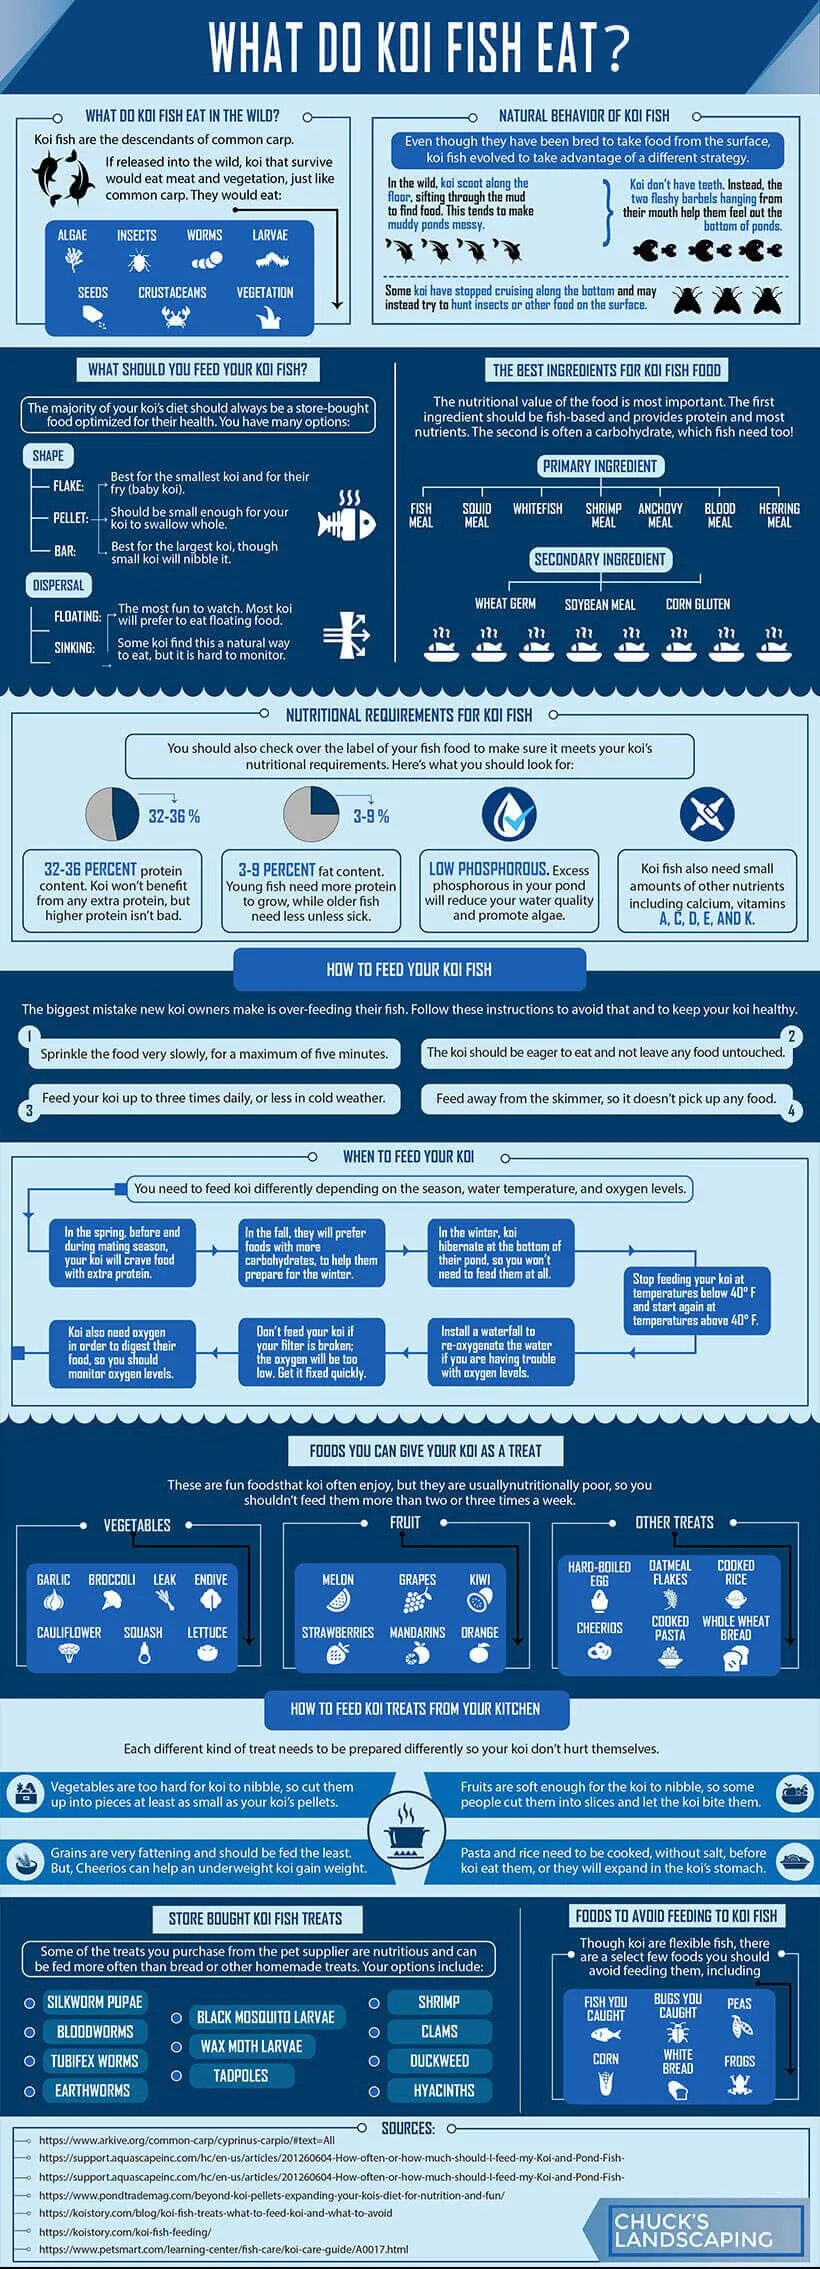 WHAT DO KOI FISH EAT?
WHAT DO KOI FISH EAT IN THE WILD?
Koi fish are the descendants of common carp.
If released into the wild, koi that survive
would eat meat and vegetation, just like
common carp. They would eat:
ALGAE INSECTS WORMS LARVAE
SEEDS CRUSTACEANS VEGETATION
NATURAL BEHAVIOR OF KOI FISH
Even though they have been bred to take food from the surface,
koi fish evolved to take advantage of a different strategy.
In the wild, koi scoot along the
floor, sifting through the mud
to find food. This tends to make
muddy ponds messy.
Koi don't have teeth. Instead, the
two fleshy barbels hanging from
their mouth help them feel out the
bottom of ponds.
Some koi have stopped cruising along the bottom and may
instead try to hunt insects or other food on the surface.
WHAT SHOULD YOU FEED YOUR KOI FISH?
The majority of your koi's diet should always be a store-bought
food optimized for their health. You have many options:
SHAPE
FLAKE:
Best for the smallest koi and for their
fry (baby koi).
PELLET:
Should be small enough for your
koi to swallow whole.
BAR:
Best for the largest koi, though
small koi will nibble it.
DISPERSAL
FLOATING:
The most fun to watch. Most koi
will prefer to eat floating food.
SINKING:
Some koi find this a natural way
to eat, but it is hard to monitor.
THE BEST INGREDIENTS FOR KOI FISH FOOD
The nutritional value of the food is most important. The first
ingredient should be fish-based and provides protein and most
nutrients. The second is often a carbohydrate, which fish need too!
PRIMARY INGREDIENT
FISH MEAL
SQUID MEAL
WHITEFISH
SHRIMP MEAL
ANCHOVY MEAL
BLOOD MEAL
HERRING MEAL
SECONDARY INGREDIENT
WHEAT GERM SOYBEAN MEAL CORN GLUTEN
NUTRITIONAL REQUIREMENTS FOR KOI FISH
You should also check over the label of your fish food to make sure it meets your koi's
nutritional requirements. Here's what you should look for:
32-36 %
32-36 PERCENT protein
content. Koi won't benefit
from any extra protein, but
higher protein isn't bad.
3-9 %
3-9 PERCENT fat content.
Young fish need more protein
to grow, while older fish
need less unless sick.
LOW PHOSPHOROUS. Excess
phosphorous in your pond
will reduce your water quality
and promote algae.
Koi fish also need small
amounts of other nutrients
including calcium, vitamins
A, C, D, E, AND K.
HOW TO FEED YOUR KOI FISH
The biggest mistake new koi owners make is over-feeding their fish. Follow these instructions to avoid that and to keep your koi healthy.
1
Sprinkle the food very slowly, for a maximum of five minutes.
2
The koi should be eager to eat and not leave any food untouched.
3
Feed your koi up to three times daily, or less in cold weather.
4
Feed away from the skimmer, so it doesn't pick up any food.
WHEN TO FEED YOUR KOI
You need to feed koi differently depending on the season, water temperature, and oxygen levels.
In the spring, before and
during mating season,
your koi will crave food
with extra protein.
In the fall, they will prefer
foods with more
carbohydrates, to help them
prepare for the winter.
In the winter, koi
hibernate at the bottom of
their pond, so you won't
need to feed them at all.
Stop feeding your koi at
temperatures below 40° F
and start again at
temperatures above 40° F.
Install a waterfall to
re-oxygenate the water
if you are having trouble
with oxygen levels.
Don't feed your koi if
your filter is broken;
the oxygen will be too
low. Get it fixed quickly.
Koi also need oxygen
in order to digest their
food, so you should
monitor oxygen levels.
FOODS YOU CAN GIVE YOUR KOI AS A TREAT
These are fun foodsthat koi often enjoy, but they are usuallynutritionally poor, so you
shouldn't feed them more than two or three times a week.
VEGETABLES
GARLIC BROCCOLI LEAK ENDIVE
CAULIFLOWER SQUASH LETTUCE
FRUIT
MELON GRAPES KIWI
STRAWBERRIES MANDARINS ORANGE
OTHER TREATS
HARD-BOILED EGG
OATMEAL FLAKES
COOKED RICE
CHEERIOS
COOKED PASTA
WHOLE WHEAT BREAD
HOW TO FEED KOI TREATS FROM YOUR KITCHEN
Each different kind of treat needs to be prepared differently so your koi don't hurt themselves.
Vegetables are too hard for koi to nibble, so cut them
up into pieces at least as small as your koi's pellets.
Fruits are soft enough for the koi to nibble, so some
people cut them into slices and let the koi bite them.
Grains are very fattening and should be fed the least.
But, Cheerios can help an underweight koi gain weight.
Pasta and rice need to be cooked, without salt, before
koi eat them, or they will expand in the koi's stomach.
STORE BOUGHT KOI FISH TREATS
Some of the treats you purchase from the pet supplier are nutritious and can
be fed more often than bread or other homemade treats. Your options include:
SILKWORM PUPAE
BLOODWORMS
TUBIFEX WORMS
EARTHWORMS
BLACK MOSQUITO LARVAE
WAX MOTH LARVAE
TADPOLES
SHRIMP
CLAMS
DUCKWEED
HYACINTHS
FOODS TO AVOID FEEDING TO KOI FISH
Though koi are flexible fish, there
are a select few foods you should
avoid feeding them, including
FISH YOU CAUGHT
BUGS YOU CAUGHT
PEAS
CORN
WHITE BREAD
FROGS
SOURCES:
https://www.arkive.org/common-carp/cyprinus-carpio/#text=All
https://support.aquascapeinc.com/hc/en-us/articles/201260604-How-often-or-how-much-should-I-feed-my-Koi-and-Pond-Fish-
https://support.aquascapeinc.com/hc/en-us/articles/201260604-How-often-or-how-much-should-I-feed-my-Koi-and-Pond-Fish-
https://www.pondtrademag.com/beyond-koi-pellets-expanding-your-kois-diet-for-nutrition-and-fun/
https://koistory.com/blog/koi-fish-treats-what-to-feed-koi-and-what-to-avoid
https://koistory.com/koi-fish-feeding/
https://www.petsmart.com/learning-center/fish-care/koi-care-guide/A0017.html
CHUCK'S
LANDSCAPING